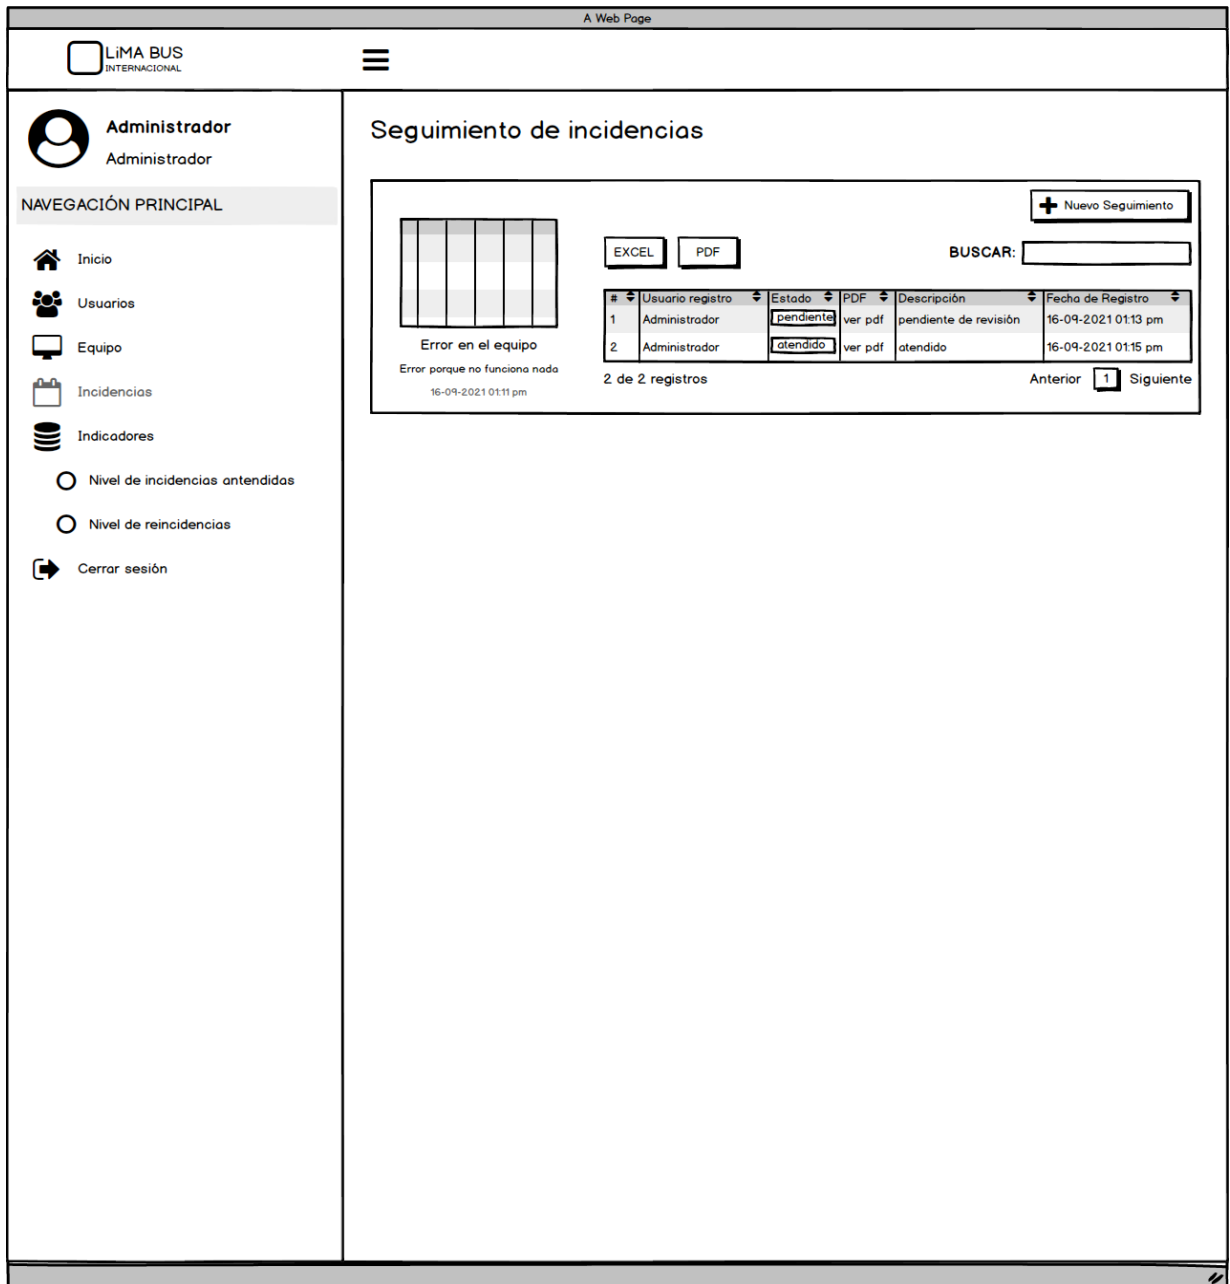 A Web Page
LiMA BUS
INTERNACIONAL
Administrador
Administrador
NAVEGACIÓN PRINCIPAL
Inicio
Usuarios
Equipo
Incidencias
Indicadores
Nivel de incidencias antendidas
Nivel de reincidencias
Cerrar sesión
Seguimiento de incidencias
Error en el equipo
Error porque no funciona nada
16-09-2021 01:11 pm
Nuevo Seguimiento
EXCEL PDF BUSCAR:
# Usuario registro Estado PDF Descripción Fecha de Registro
1 Administrador pendiente ver pdf pendiente de revisión 16-09-2021 01:13 pm
2 Administrador atendido ver pdf atendido 16-09-2021 01:15 pm
2 de 2 registros Anterior 1 Siguiente